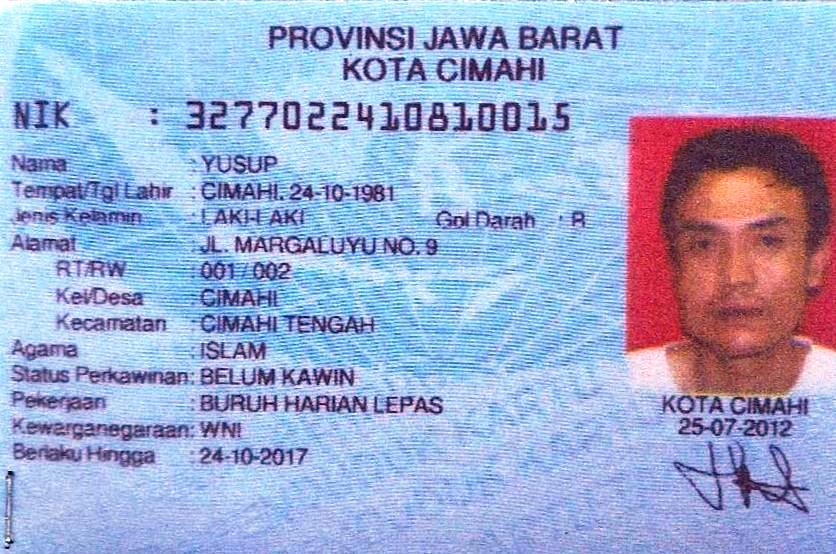 PROVINSI JAWA BARAT
KOTA CIMAHI
NIK : 3277022410810015
Nama : YUSUP
Tempat/Tgl Lahir : CIMAHI, 24-10-1981
Jenis Kelamin : LAKI-LAKI Gol Darah : B
Alamat : JL. MARGALUYU NO. 9
RT/RW : 001 / 002
Kel/Desa : CIMAHI
Kecamatan : CIMAHI TENGAH
Agama : ISLAM
Status Perkawinan: BELUM KAWIN
Pekerjaan : BURUH HARIAN LEPAS
Kewarganegaraan: WNI
Berlaku Hingga : 24-10-2017
KOTA CIMAHI
25-07-2012